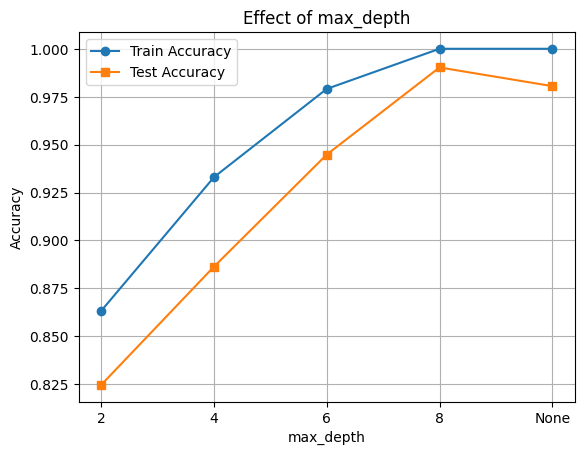 Effect of max_depth
Train Accuracy
Test Accuracy
1.000
0.975
0.950
0.925
0.900
0.875
0.850
0.825
Accuracy
2 4 6 8 None
max_depth